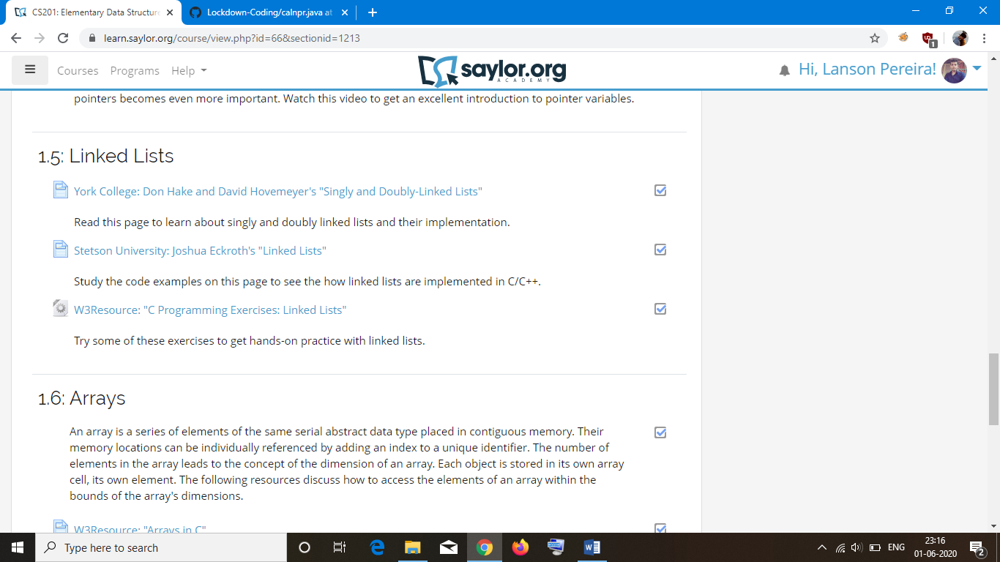 CS201: Elementary Data Structure
Lockdown-Coding/calnpr.java at
learn.saylor.org/course/view.php?id=66&sectionid=1213
1
Courses Programs Help
saylor.org
ACADEMY
Hi, Lanson Pereira!
pointers becomes even more important. Watch this video to get an excellent introduction to pointer variables.
1.5: Linked Lists
York College: Don Hake and David Hovemeyer's "Singly and Doubly-Linked Lists"
Read this page to learn about singly and doubly linked lists and their implementation.
Stetson University: Joshua Eckroth's "Linked Lists"
Study the code examples on this page to see the how linked lists are implemented in C/C++.
W3Resource: "C Programming Exercises: Linked Lists"
Try some of these exercises to get hands-on practice with linked lists.
1.6: Arrays
An array is a series of elements of the same serial abstract data type placed in contiguous memory. Their
memory locations can be individually referenced by adding an index to a unique identifier. The number of
elements in the array leads to the concept of the dimension of an array. Each object is stored in its own array
cell, its own element. The following resources discuss how to access the elements of an array within the
bounds of the array's dimensions.
W3Resource: "Arrays in C"
Type here to search
ENG
23:16
01-06-2020
2